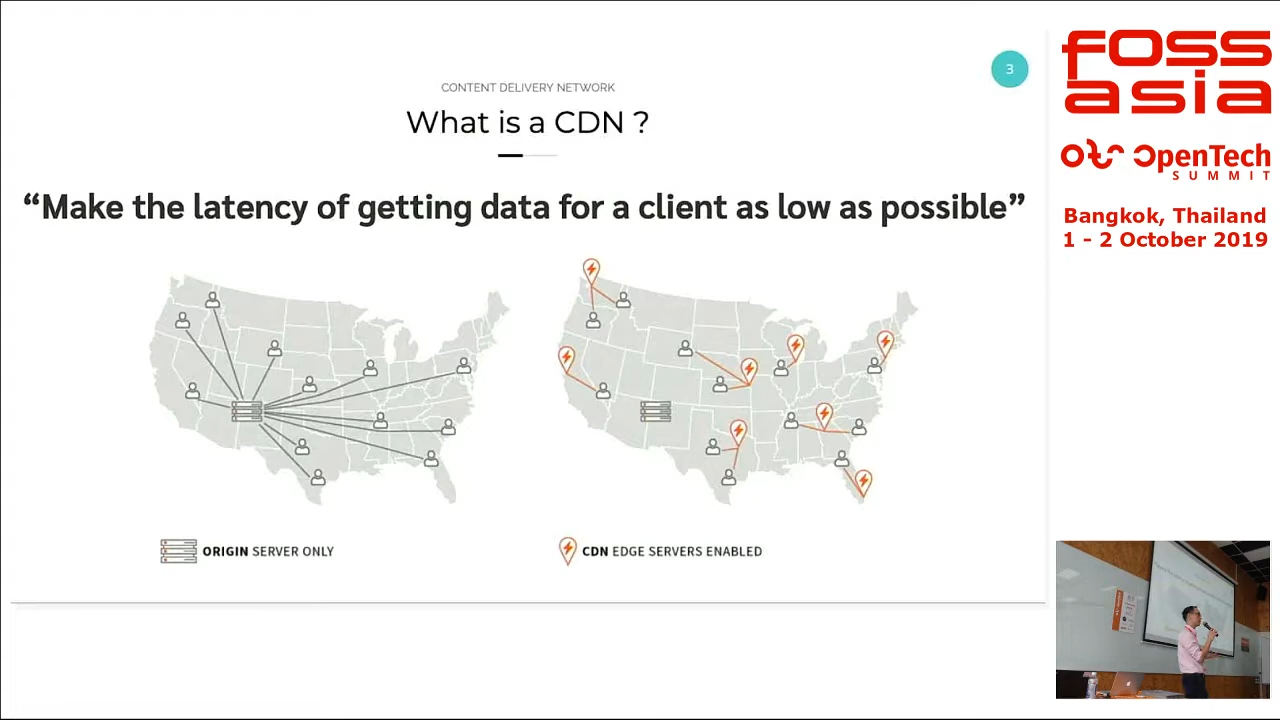 3
CONTENT DELIVERY NETWORK
What is a CDN ?
“Make the latency of getting data for a client as low as possible”
ORIGIN SERVER ONLY
CDN EDGE SERVERS ENABLED
FOSS
asia
OpenTech
SUMMIT
Bangkok, Thailand
1 - 2 October 2019